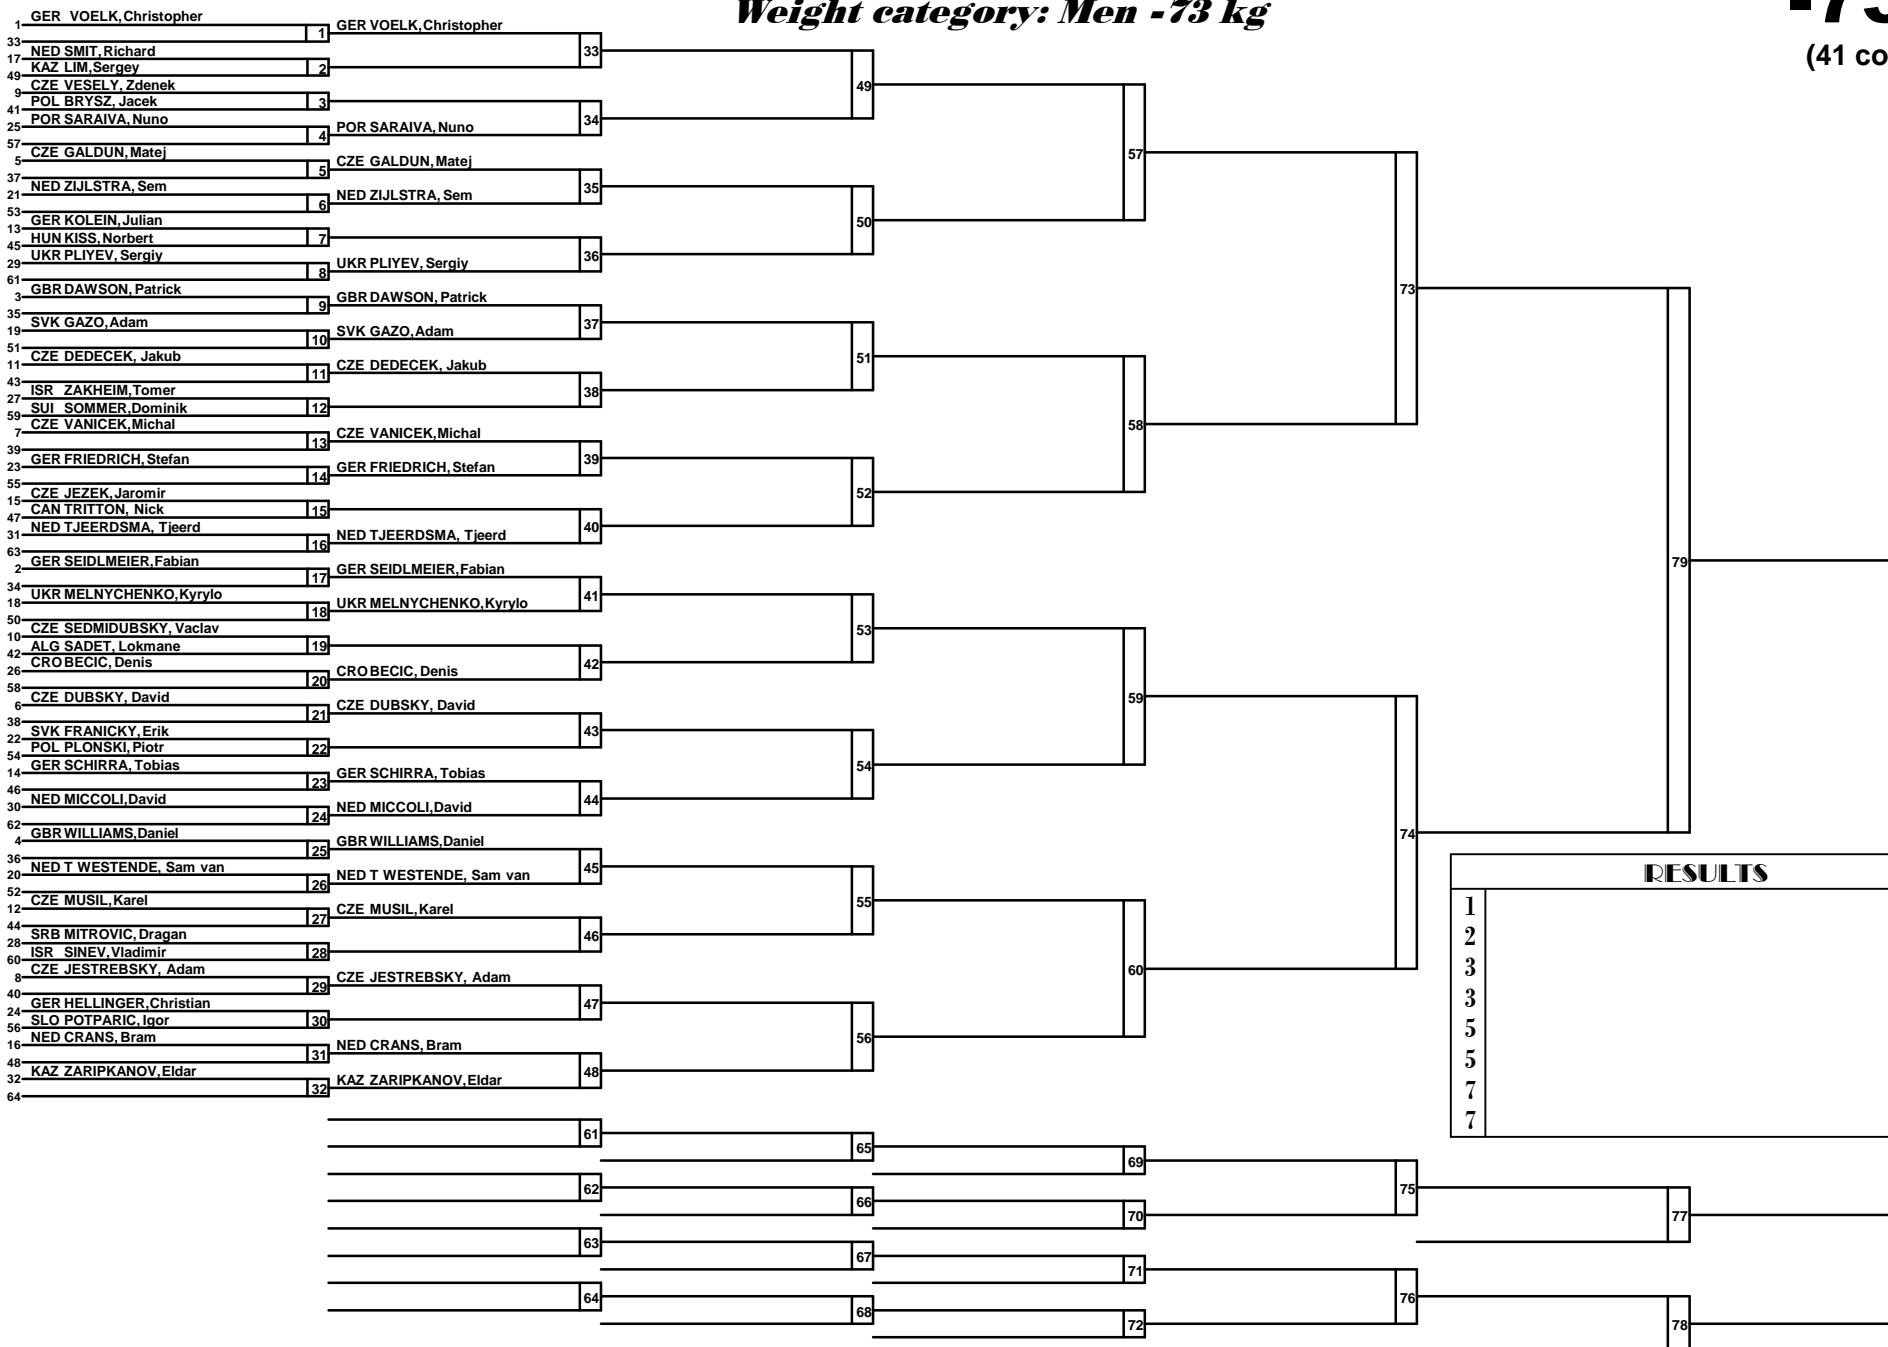 Weight category: Men -73 kg
(41 co
1 GER VOELK, Christopher
33
1 GER VOELK, Christopher
17 NED SMIT, Richard
49 KAZ LIM, Sergey
2
33
9 CZE VESELY, Zdenek
41 POL BRYSZ, Jacek
3
25 POR SARAIVA, Nuno
57
4 POR SARAIVA, Nuno
34
49
5 CZE GALDUN, Matej
37
5 CZE GALDUN, Matej
21 NED ZIJLSTRA, Sem
53
6 NED ZIJLSTRA, Sem
35
13 GER KOLEIN, Julian
45 HUN KISS, Norbert
7
29 UKR PLIYEV, Sergiy
61
8 UKR PLIYEV, Sergiy
36
50
57
3 GBR DAWSON, Patrick
35
9 GBR DAWSON, Patrick
19 SVK GAZO, Adam
51
10 SVK GAZO, Adam
37
11 CZE DEDECEK, Jakub
43
11 CZE DEDECEK, Jakub
27 ISR ZAKHEIM, Tomer
59 SUI SOMMER, Dominik
12
38
51
7 CZE VANICEK, Michal
39
13 CZE VANICEK, Michal
23 GER FRIEDRICH, Stefan
55
14 GER FRIEDRICH, Stefan
39
15 CZE JEZEK, Jaromir
47 CAN TRITTON, Nick
15
31 NED TJEERDSMA, Tjeerd
63
16 NED TJEERDSMA, Tjeerd
40
52
58
73
2 GER SEIDLMEIER, Fabian
34
17 GER SEIDLMEIER, Fabian
18 UKR MELNYCHENKO, Kyrylo
50
18 UKR MELNYCHENKO, Kyrylo
41
10 CZE SEDMIDUBSKY, Vaclav
42 ALG SADET, Lokmane
19
26 CRO BECIC, Denis
58
20 CRO BECIC, Denis
42
53
6 CZE DUBSKY, David
38
21 CZE DUBSKY, David
22 SVK FRANICKY, Erik
54 POL PLONSKI, Piotr
22
43
14 GER SCHIRRA, Tobias
46
23 GER SCHIRRA, Tobias
30 NED MICCOLI, David
62
24 NED MICCOLI, David
44
54
59
4 GBR WILLIAMS, Daniel
36
25 GBR WILLIAMS, Daniel
20 NED T WESTENDE, Sam van
52
26 NED T WESTENDE, Sam van
45
12 CZE MUSIL, Karel
44
27 CZE MUSIL, Karel
28 SRB MITROVIC, Dragan
60 ISR SINEV, Vladimir
28
46
55
8 CZE JESTREBSKY, Adam
40
29 CZE JESTREBSKY, Adam
24 GER HELLINGER, Christian
56 SLO POTPARIC, Igor
30
47
16 NED CRANS, Bram
48
31 NED CRANS, Bram
32 KAZ ZARIPKANOV, Eldar
64
32 KAZ ZARIPKANOV, Eldar
48
56
60
74
79
RESULTS
1
2
3
3
5
5
7
7
61
65
69
62
66
70
75
77
63
67
71
64
68
72
76
78